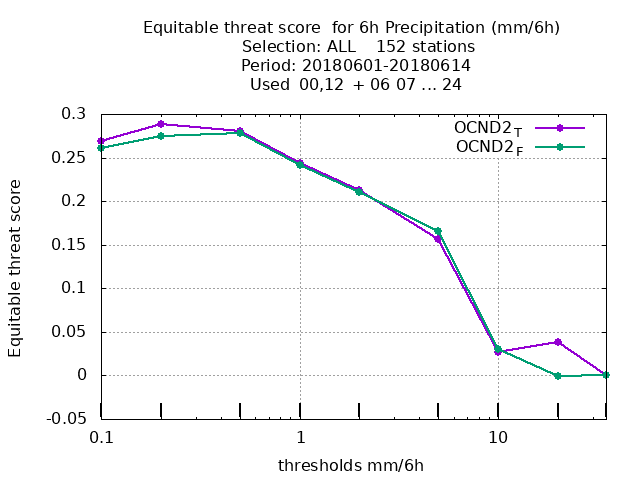 Equitable threat score  for 6h Precipitation (mm/6h)
Selection: ALL    152 stations
Period: 20180601-20180614
Used  00,12  + 06 07 ... 24
OCND2T
OCND2F
Equitable threat score
0.3
0.25
0.2
0.15
0.1
0.05
0
-0.05
0.1
1
10
thresholds mm/6h